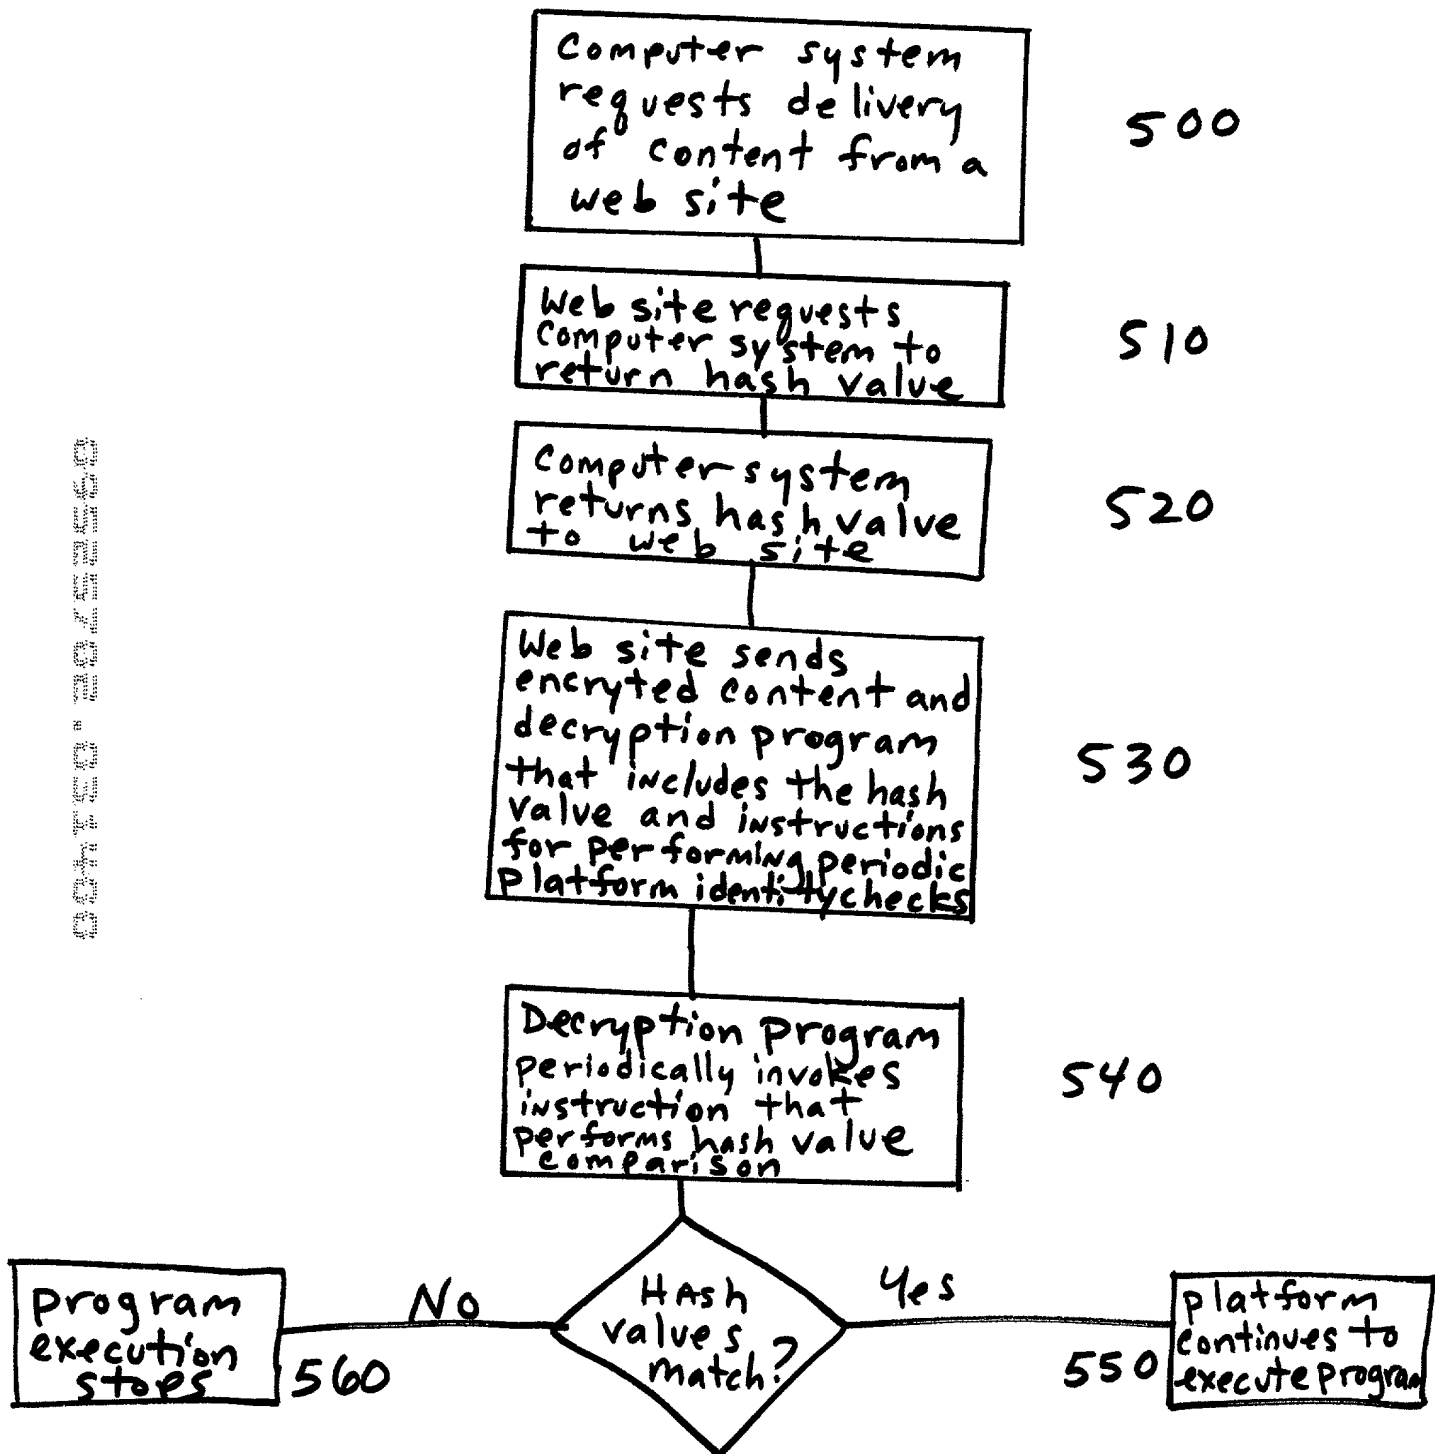 Computer system
requests delivery
of content from a
web site
500
Web site requests
computer system to
return hash value
510
Computer system
returns hash value
to web site
520
Web site sends
encryted content and
decryption program
that includes the hash
value and instructions
for performing periodic
platform identity checks
530
Decryption program
periodically invokes
instruction that
performs hash value
comparison
540
Hash
values
match?
No
Yes
program
execution
stops
560
platform
continues to
execute program
550